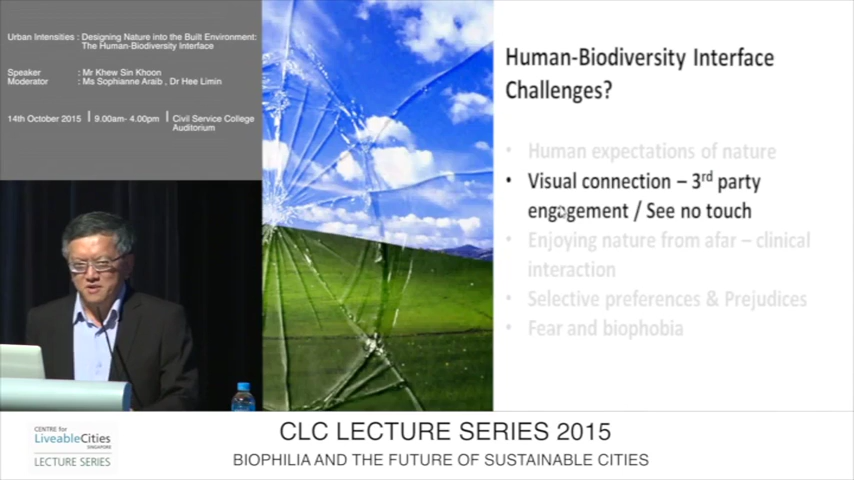 Urban Intensities : Designing Nature into the Built Environment:
The Human-Biodiversity Interface
Speaker : Mr Khew Sin Khoon
Moderator : Ms Sophianne Araib , Dr Hee Limin
14th October 2015 | 9.00am- 4.00pm | Civil Service College
Auditorium
Human-Biodiversity Interface
Challenges?
• Human expectations of nature
• Visual connection – 3rd party
engagement / See no touch
• Enjoying nature from afar – clinical
interaction
• Selective preferences & Prejudices
• Fear and biophobia
CENTRE for
LiveableCities
SINGAPORE
LECTURE SERIES
CLC LECTURE SERIES 2015
BIOPHILIA AND THE FUTURE OF SUSTAINABLE CITIES